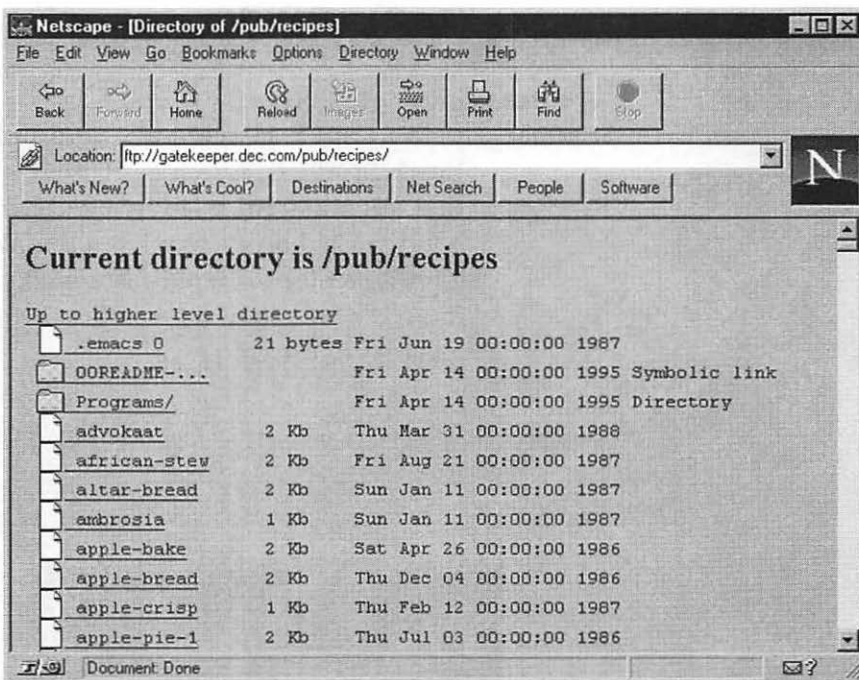 Netscape - [Directory of /pub/recipes]
File Edit View Go Bookmarks Options Directory Window Help
Back Forward Home Reload Images Open Print Find Stop
Location: ftp://gatekeeper.dec.com/pub/recipes/
What's New? What's Cool? Destinations Net Search People Software
N
Current directory is /pub/recipes
Up to higher level directory
.emacs_0 21 bytes Fri Jun 19 00:00:00 1987
00README-... Fri Apr 14 00:00:00 1995 Symbolic link
Programs/ Fri Apr 14 00:00:00 1995 Directory
advokaat 2 Kb Thu Mar 31 00:00:00 1988
african-stew 2 Kb Fri Aug 21 00:00:00 1987
altar-bread 2 Kb Sun Jan 11 00:00:00 1987
ambrosia 1 Kb Sun Jan 11 00:00:00 1987
apple-bake 2 Kb Sat Apr 26 00:00:00 1986
apple-bread 2 Kb Thu Dec 04 00:00:00 1986
apple-crisp 1 Kb Thu Feb 12 00:00:00 1987
apple-pie-1 2 Kb Thu Jul 03 00:00:00 1986
Document: Done
?